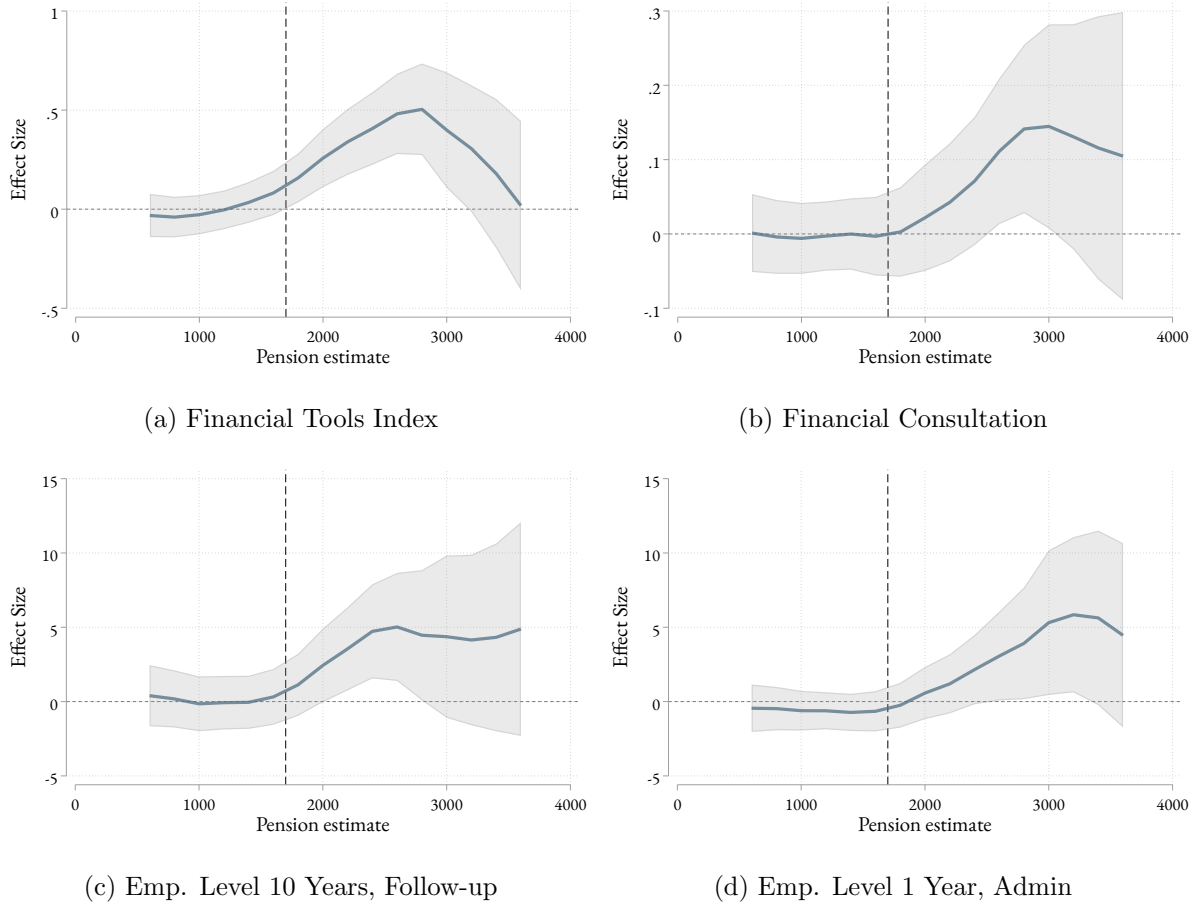 1
.5
0
-.5
Effect Size
0 1000 2000 3000 4000
Pension estimate
(a) Financial Tools Index
.3
.2
.1
0
-.1
Effect Size
0 1000 2000 3000 4000
Pension estimate
(b) Financial Consultation
15
10
5
0
-5
Effect Size
0 1000 2000 3000 4000
Pension estimate
(c) Emp. Level 10 Years, Follow-up
15
10
5
0
-5
Effect Size
0 1000 2000 3000 4000
Pension estimate
(d) Emp. Level 1 Year, Admin